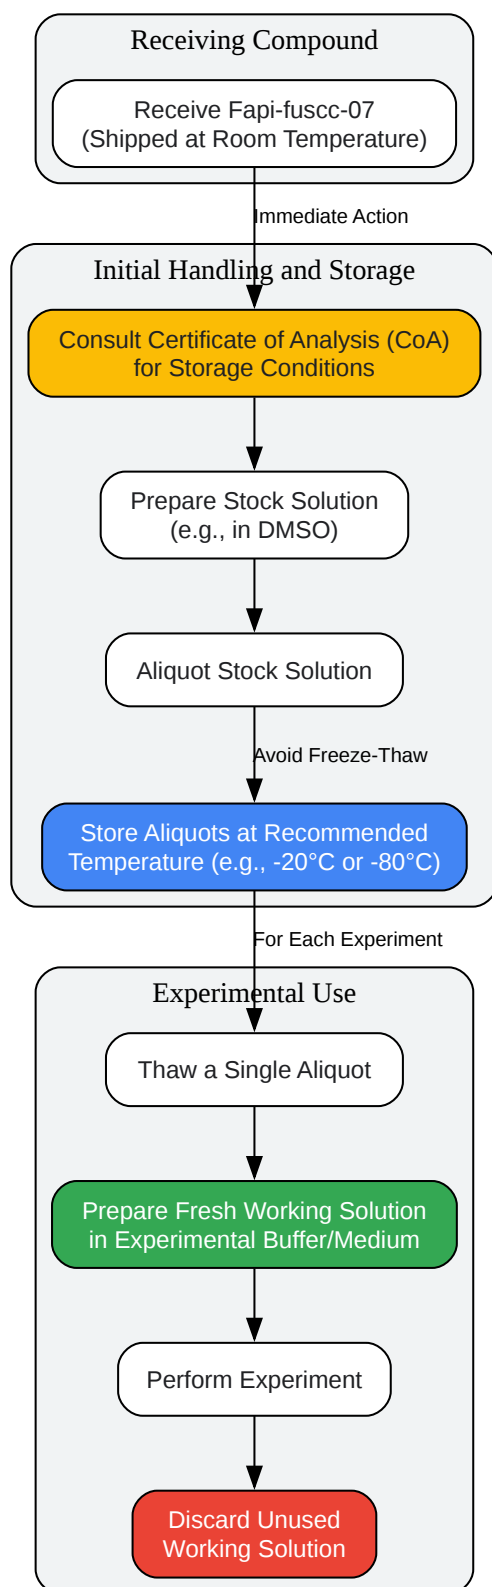 Receiving Compound
Receive Fapi-fuscc-07
(Shipped at Room Temperature)
Immediate Action
Initial Handling and Storage
Consult Certificate of Analysis (CoA)
for Storage Conditions
Prepare Stock Solution
(e.g., in DMSO)
Aliquot Stock Solution
Avoid Freeze-Thaw
Store Aliquots at Recommended
Temperature (e.g., -20°C or -80°C)
For Each Experiment
Experimental Use
Thaw a Single Aliquot
Prepare Fresh Working Solution
in Experimental Buffer/Medium
Perform Experiment
Discard Unused
Working Solution